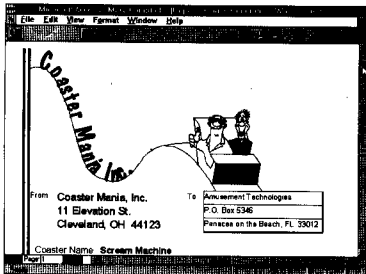 File Edit View Format Window Help
Coaster Mania, Inc.
From Coaster Mania, Inc. To Amusement Technologies
11 Elevation St. P.O. Box 5346
Cleveland, OH 44123 Panacea on the Beach, FL 33012
Coaster Name Scream Machine
Page 1